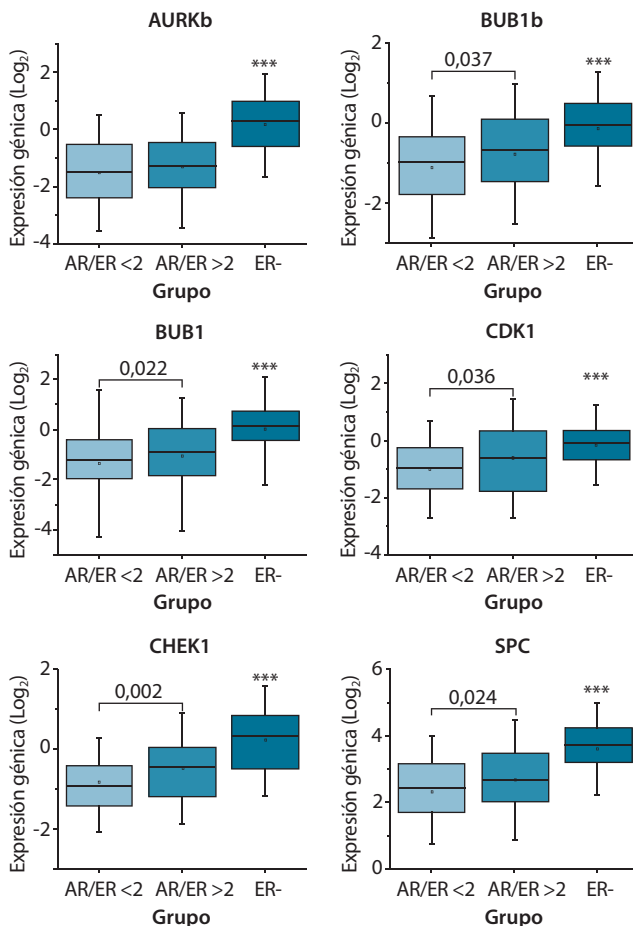 AURKb
Expresión génica (Log₂)
2
0
-2
-4
***
AR/ER <2 AR/ER >2 ER-
Grupo
BUB1b
Expresión génica (Log₂)
2
0
-2
0,037
***
AR/ER <2 AR/ER >2 ER-
Grupo
BUB1
Expresión génica (Log₂)
2
0
-2
-4
0,022
***
AR/ER <2 AR/ER >2 ER-
Grupo
CDK1
Expresión génica (Log₂)
2
0
-2
-4
0,036
***
AR/ER <2 AR/ER >2 ER-
Grupo
CHEK1
Expresión génica (Log₂)
2
0
-2
0,002
***
AR/ER <2 AR/ER >2 ER-
Grupo
SPC
Expresión génica (Log₂)
6
4
2
0
0,024
***
AR/ER <2 AR/ER >2 ER-
Grupo